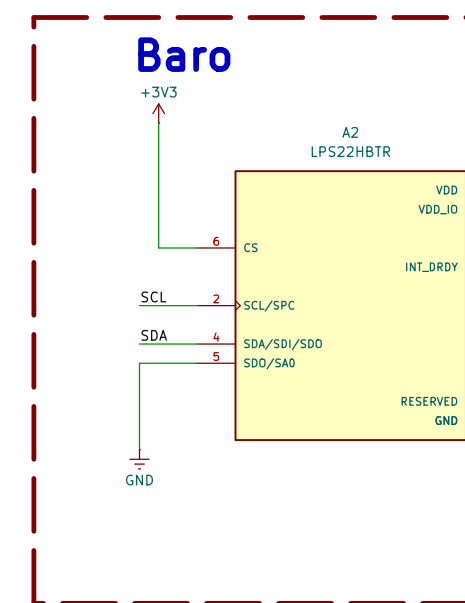 Baro
+3V3
A2
LPS22HBTR
VDD
VDD_IO
6 CS
INT_DRDY
SCL 2 SCL/SPC
SDA 4 SDA/SDI/SDO
5 SDO/SA0
RESERVED
GND
GND